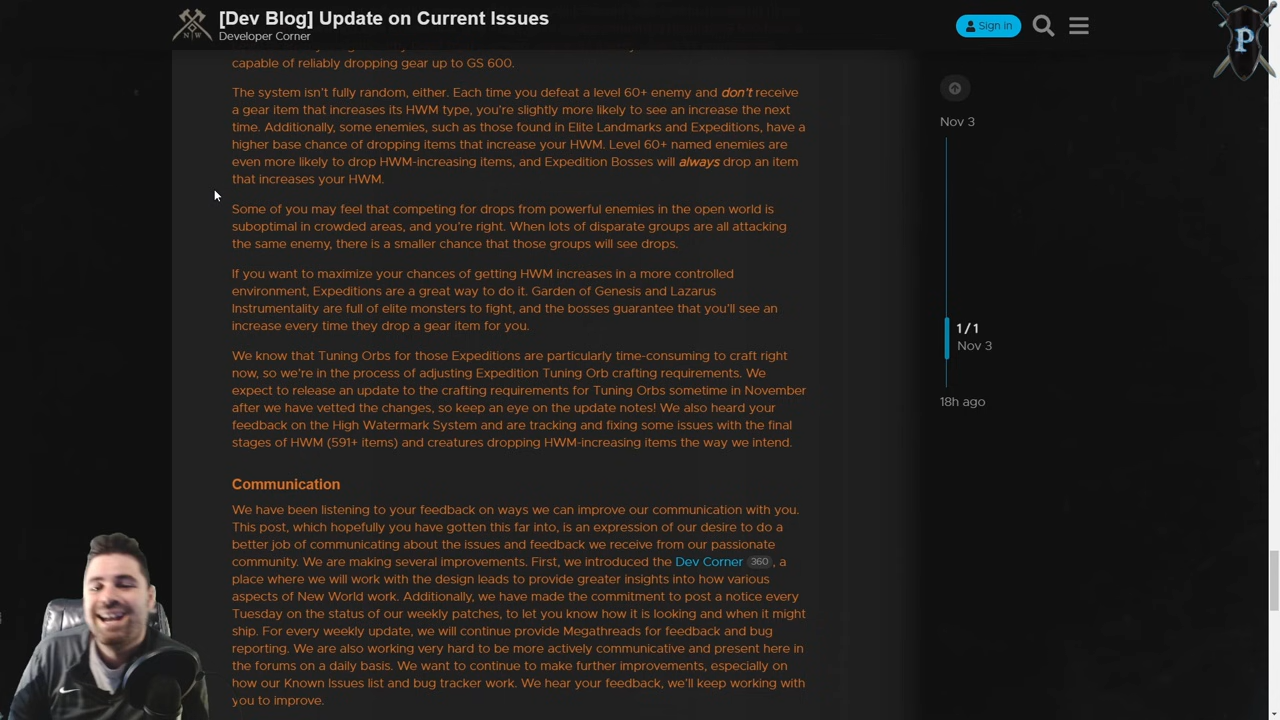 [Dev Blog] Update on Current Issues
Developer Corner
N W
Sign in
P
capable of reliably dropping gear up to GS 600.
The system isn't fully random, either. Each time you defeat a level 60+ enemy and don't receive
a gear item that increases its HWM type, you're slightly more likely to see an increase the next
time. Additionally, some enemies, such as those found in Elite Landmarks and Expeditions, have a
higher base chance of dropping items that increase your HWM. Level 60+ named enemies are
even more likely to drop HWM-increasing items, and Expedition Bosses will always drop an item
that increases your HWM.
Some of you may feel that competing for drops from powerful enemies in the open world is
suboptimal in crowded areas, and you're right. When lots of disparate groups are all attacking
the same enemy, there is a smaller chance that those groups will see drops.
If you want to maximize your chances of getting HWM increases in a more controlled
environment, Expeditions are a great way to do it. Garden of Genesis and Lazarus
Instrumentality are full of elite monsters to fight, and the bosses guarantee that you'll see an
increase every time they drop a gear item for you.
We know that Tuning Orbs for those Expeditions are particularly time-consuming to craft right
now, so we're in the process of adjusting Expedition Tuning Orb crafting requirements. We
expect to release an update to the crafting requirements for Tuning Orbs sometime in November
after we have vetted the changes, so keep an eye on the update notes! We also heard your
feedback on the High Watermark System and are tracking and fixing some issues with the final
stages of HWM (591+ items) and creatures dropping HWM-increasing items the way we intend.
Communication
We have been listening to your feedback on ways we can improve our communication with you.
This post, which hopefully you have gotten this far into, is an expression of our desire to do a
better job of communicating about the issues and feedback we receive from our passionate
community. We are making several improvements. First, we introduced the Dev Corner 360, a
place where we will work with the design leads to provide greater insights into how various
aspects of New World work. Additionally, we have made the commitment to post a notice every
Tuesday on the status of our weekly patches, to let you know how it is looking and when it might
ship. For every weekly update, we will continue provide Megathreads for feedback and bug
reporting. We are also working very hard to be more actively communicative and present here in
the forums on a daily basis. We want to continue to make further improvements, especially on
how our Known Issues list and bug tracker work. We hear your feedback, we'll keep working with
you to improve.
Nov 3
1 / 1
Nov 3
18h ago